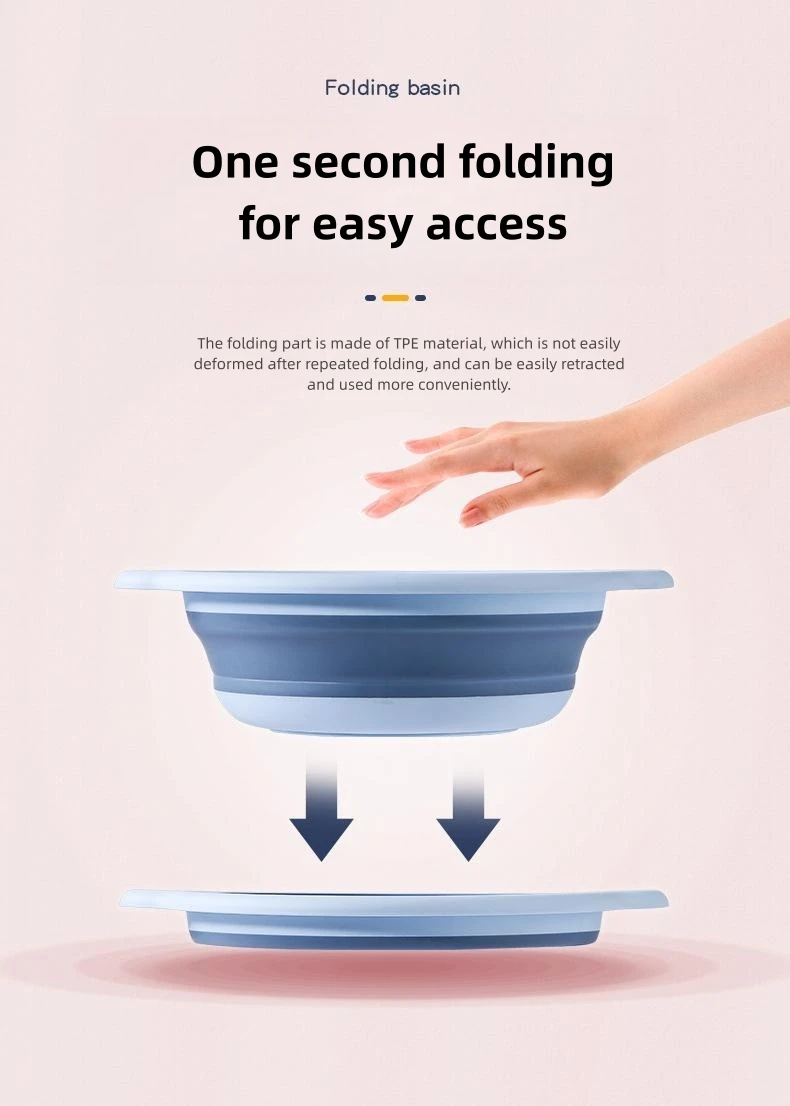 Folding basin
One second folding
for easy access
The folding part is made of TPE material, which is not easily
deformed after repeated folding, and can be easily retracted
and used more conveniently.